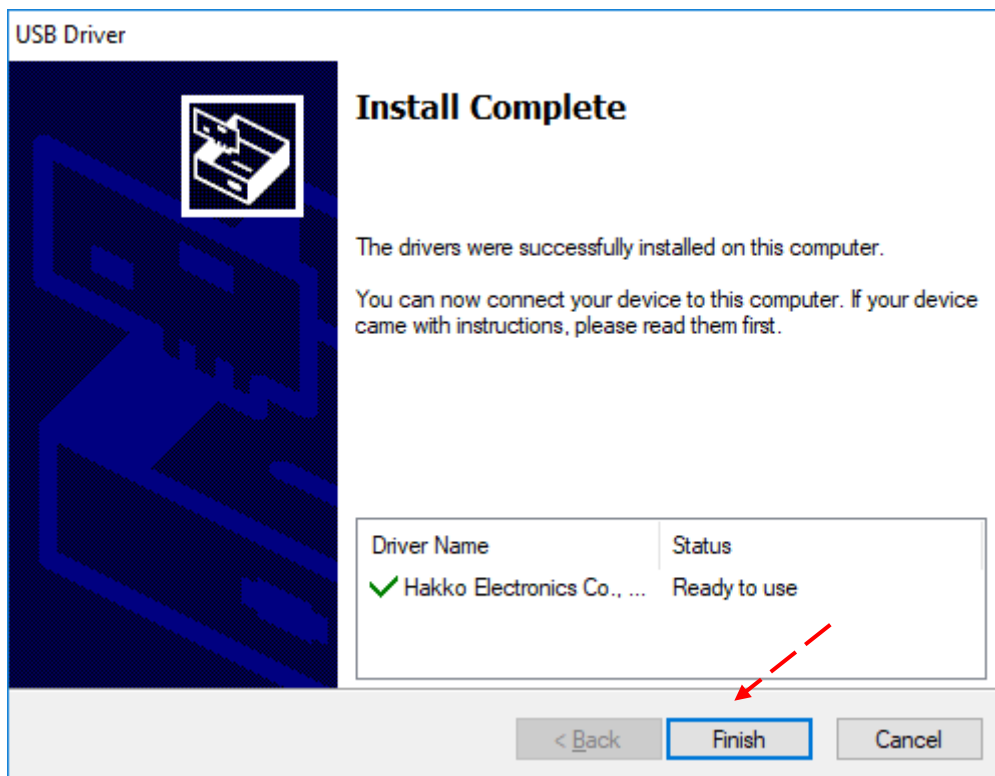 USB Driver
Install Complete
The drivers were successfully installed on this computer.
You can now connect your device to this computer. If your device
came with instructions, please read them first.
Driver Name Status
Hakko Electronics Co., ... Ready to use
< Back Finish Cancel